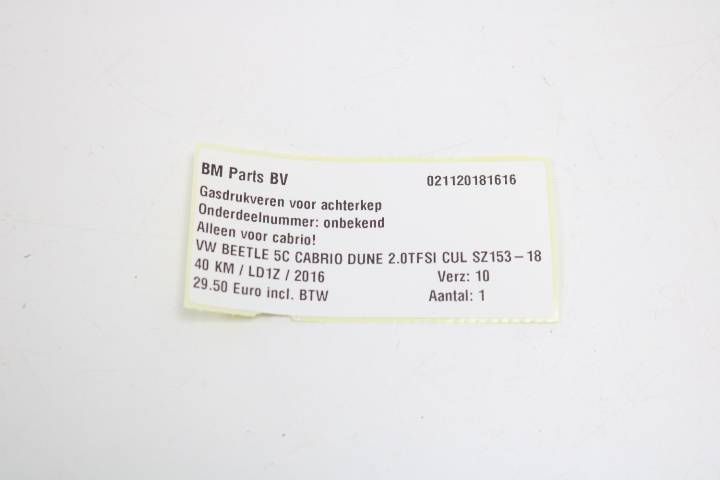 BM Parts BV 021120181616
Gasdrukveren voor achterkep
Onderdeelnummer: onbekend
Alleen voor cabrio!
VW BEETLE 5C CABRIO DUNE 2.0TFSI CUL SZ153-18
40 KM / LD1Z / 2016 Verz: 10
29.50 Euro incl. BTW Aantal: 1